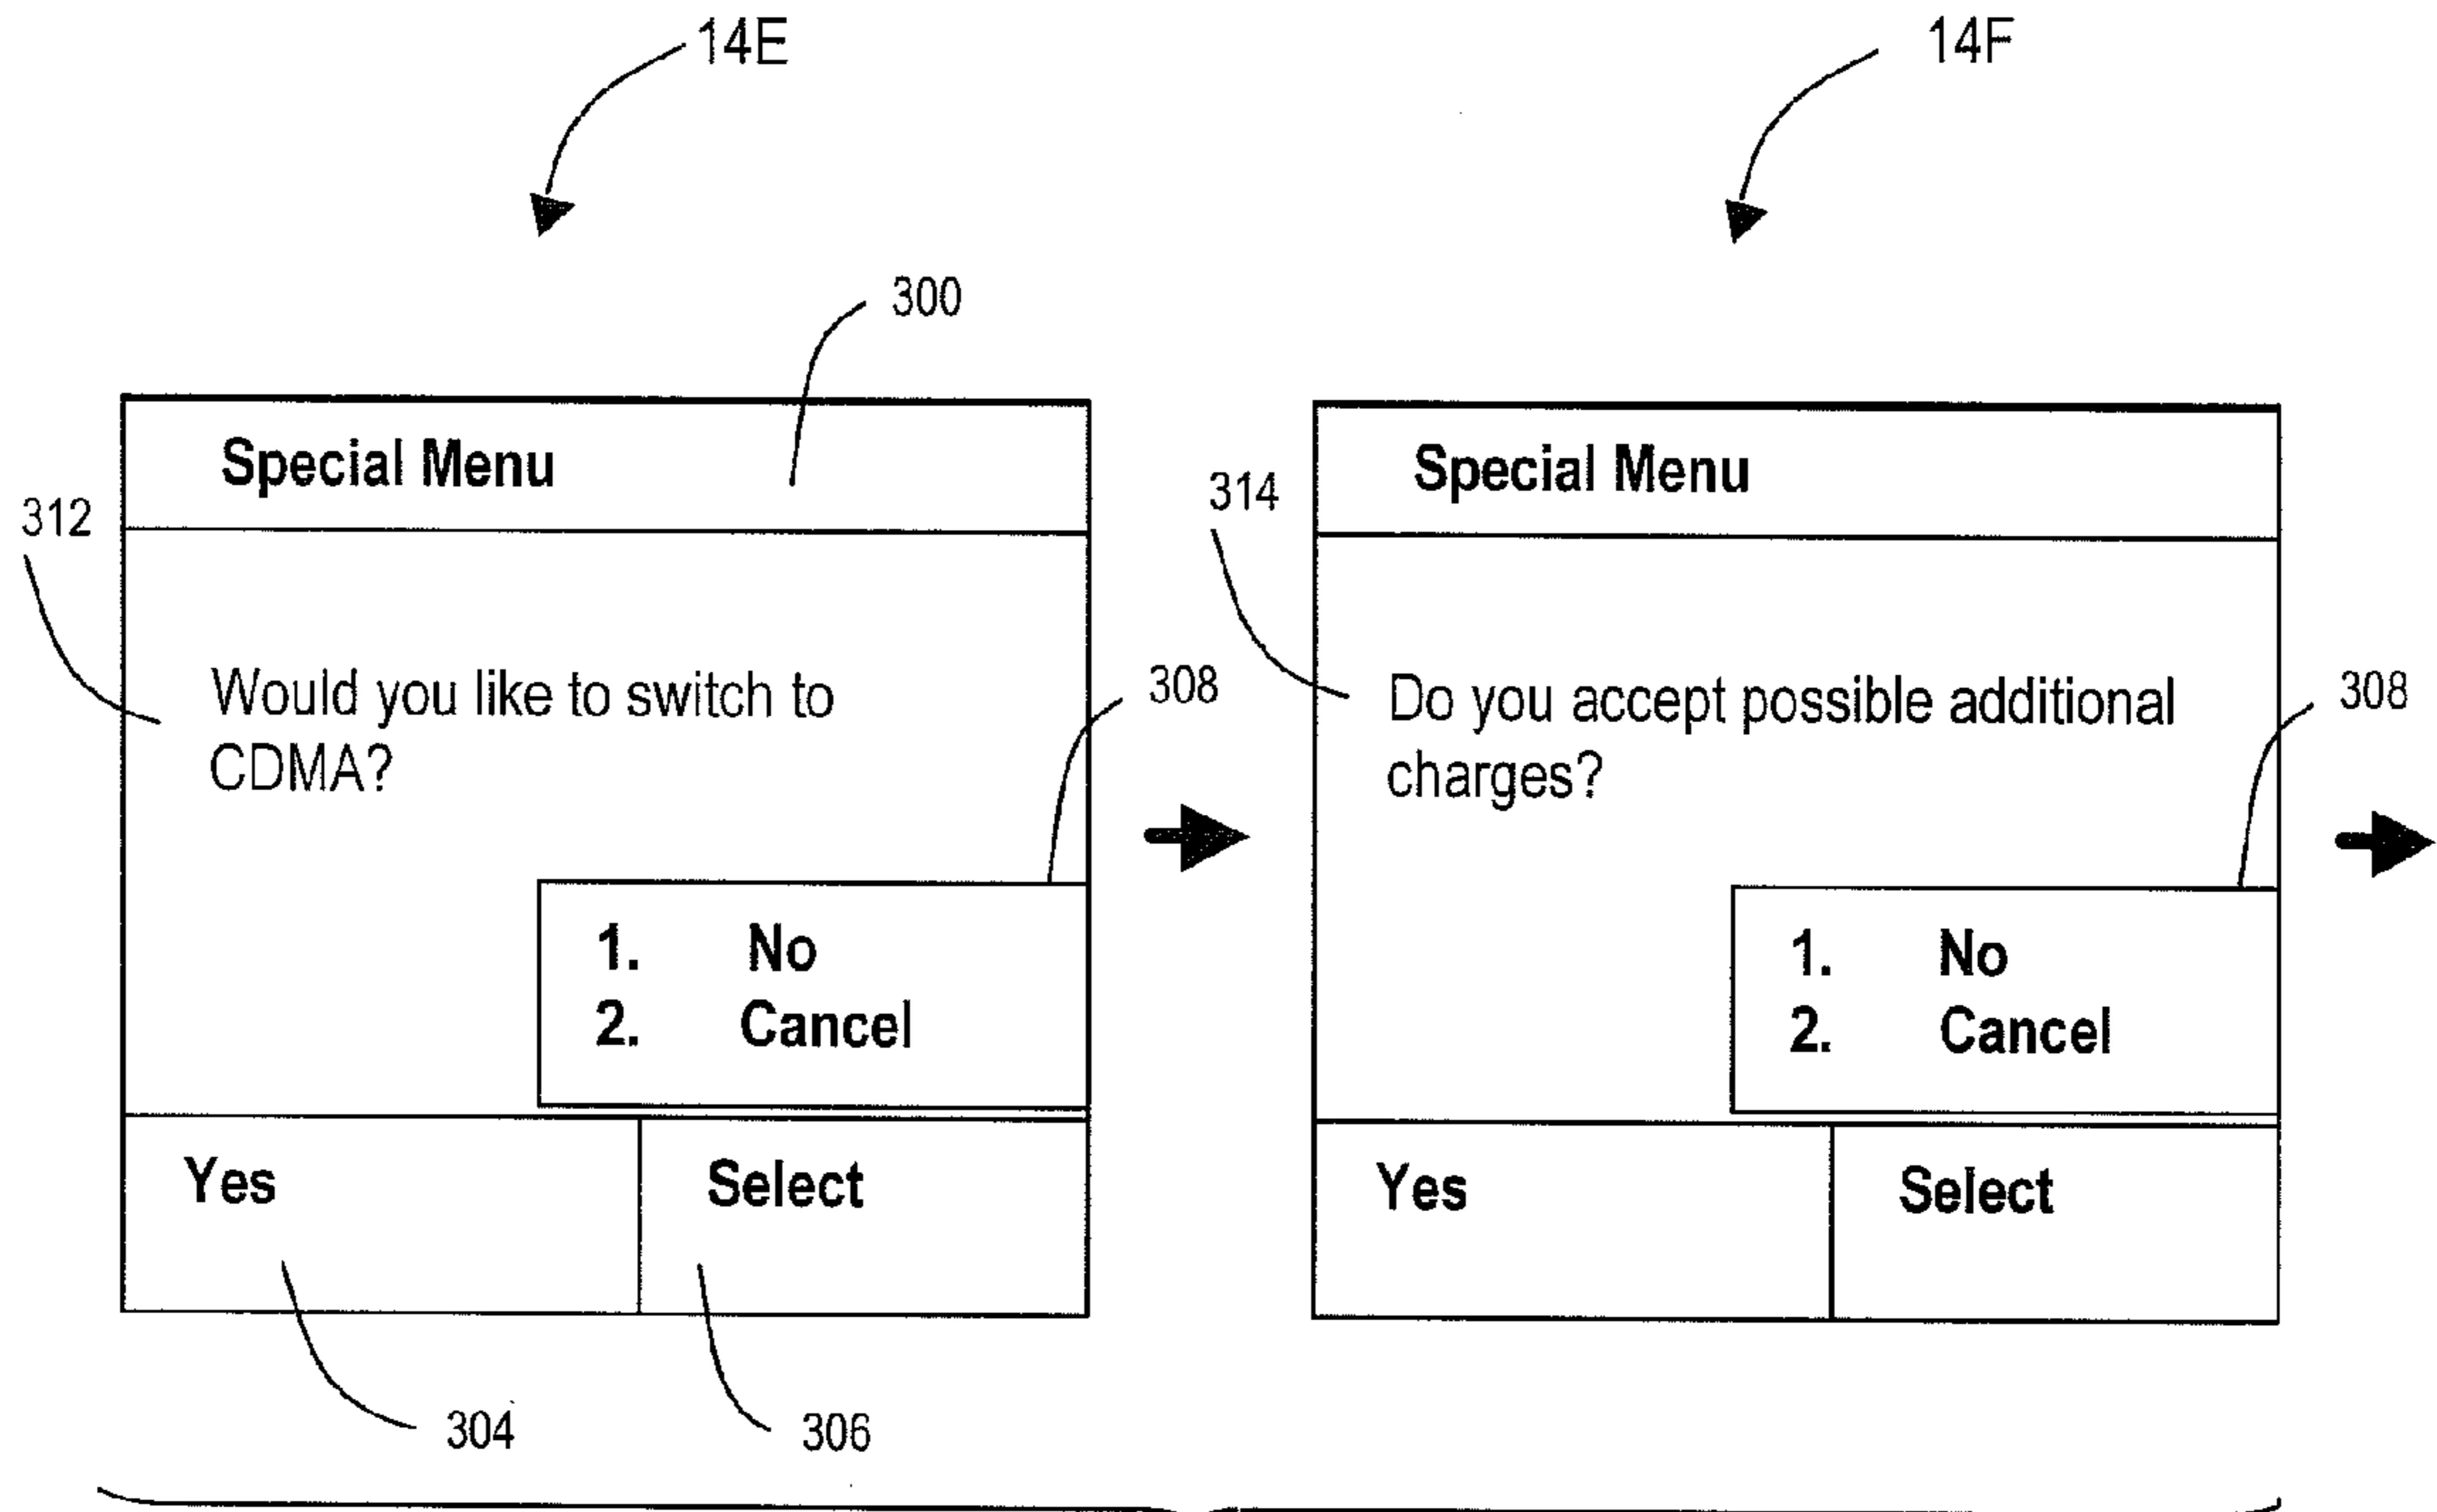 14E
14F
300
Special Menu
Special Menu
312
314
Would you like to switch to
CDMA?
308
Do you accept possible additional
charges?
308
1. No
2. Cancel
1. No
2. Cancel
Yes
Select
Yes
Select
304
306